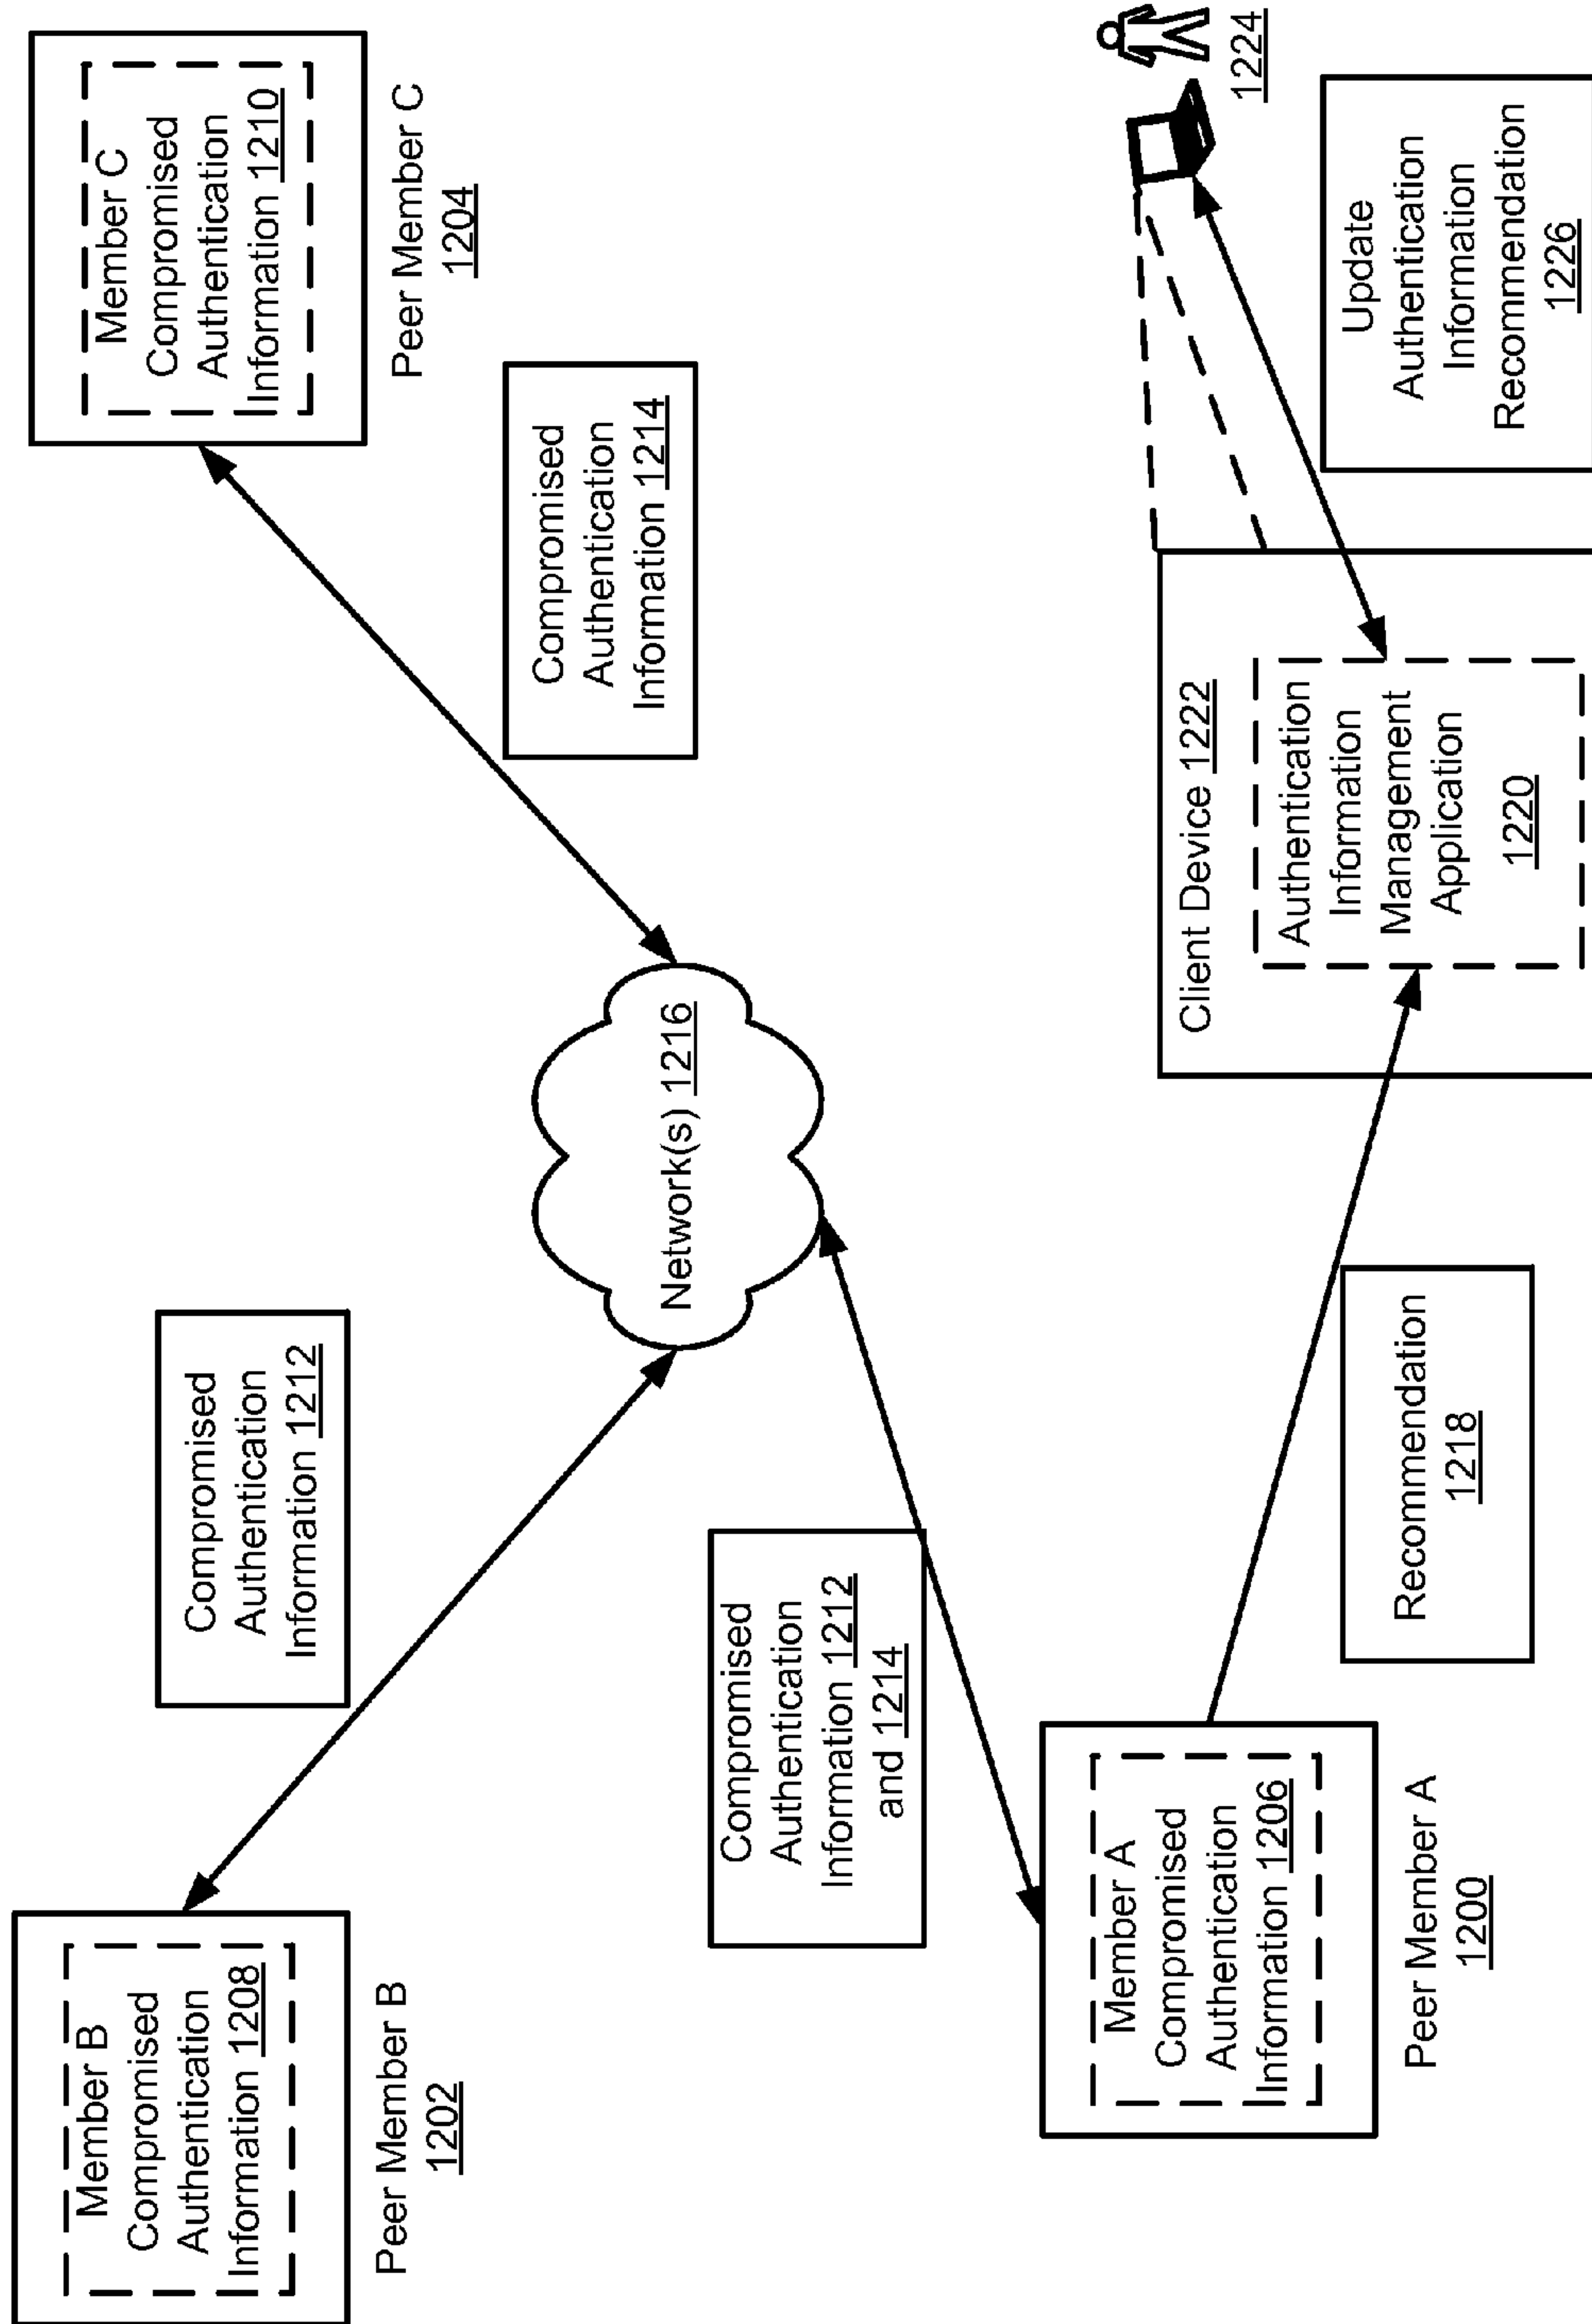 Member B
Compromised
Authentication
Information 1208
Peer Member B
1202
Compromised
Authentication
Information 1212
Member C
Compromised
Authentication
Information 1210
Peer Member C
1204
Compromised
Authentication
Information 1214
Network(s) 1216
Compromised
Authentication
Information 1212
and 1214
Member A
Compromised
Authentication
Information 1206
Peer Member A
1200
Recommendation
1218
Client Device 1222
Authentication
Information
Management
Application
1220
1224
Update
Authentication
Information
Recommendation
1226